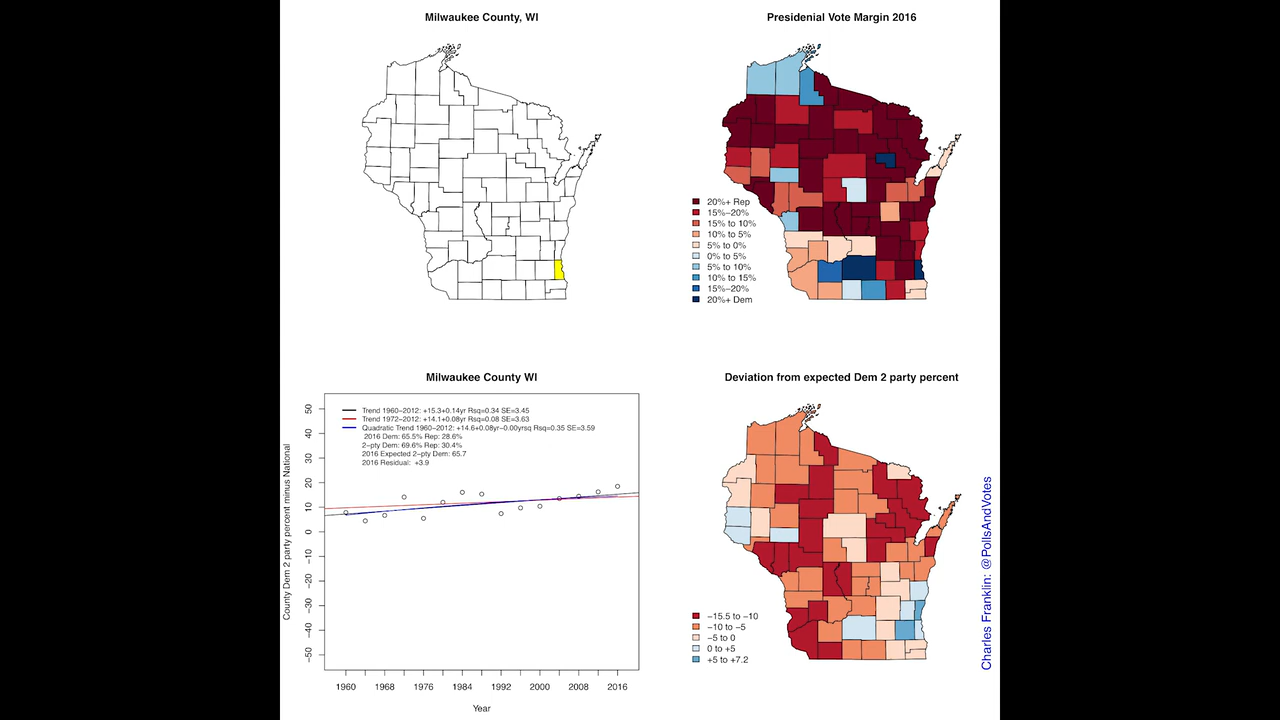 Milwaukee County, WI
Presidenial Vote Margin 2016
20%+ Rep
15%−20%
15% to 10%
10% to 5%
5% to 0%
0% to 5%
5% to 10%
10% to 15%
15%−20%
20%+ Dem
Milwaukee County WI
County Dem 2 party percent minus National
50
40
30
20
10
0
−10
−20
−30
−40
−50
Trend 1960−2012: +15.3+0.14yr Rsq=0.34 SE=3.45
Trend 1972−2012: +14.1+0.08yr Rsq=0.08 SE=3.63
Quadratic Trend 1960−2012: +14.6+0.08yr−0.00yrsq Rsq=0.35 SE=3.59
2016 Dem: 65.5% Rep: 28.6%
2−pty Dem: 69.6% Rep: 30.4%
2016 Expected 2−pty Dem: 65.7
2016 Residual: +3.9
1960 1968 1976 1984 1992 2000 2008 2016
Year
Deviation from expected Dem 2 party percent
−15.5 to −10
−10 to −5
−5 to 0
0 to +5
+5 to +7.2
Charles Franklin: @PollsAndVotes